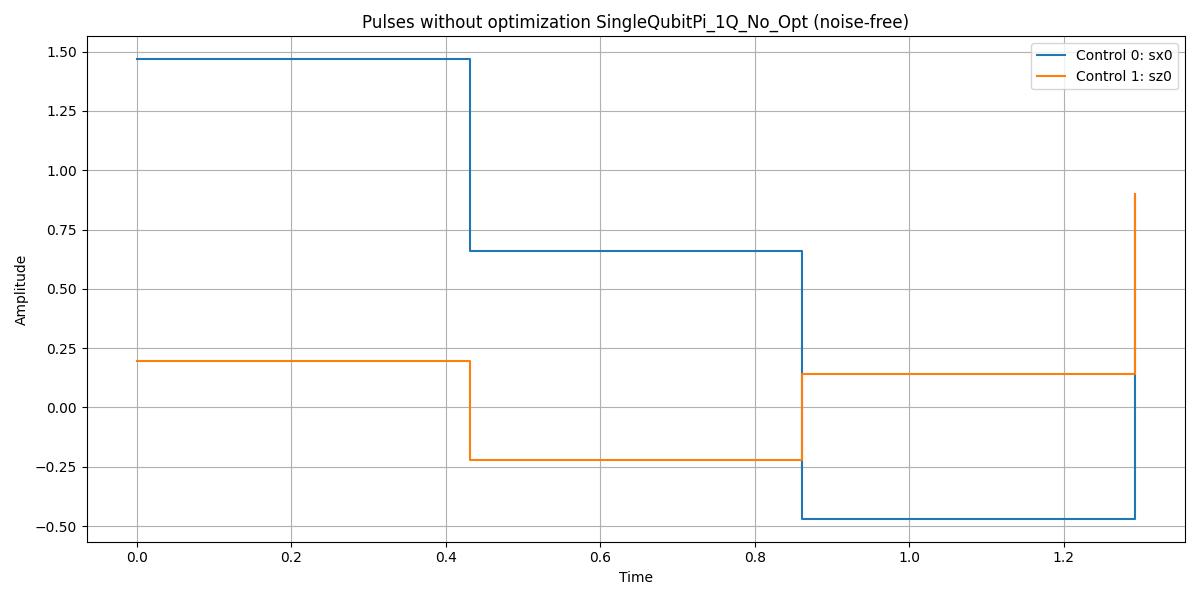 Pulses without optimization SingleQubitPi_1Q_No_Opt (noise-free)
Control 0: sx0
Control 1: sz0
Amplitude
1.50
1.25
1.00
0.75
0.50
0.25
0.00
−0.25
−0.50
0.0 0.2 0.4 0.6 0.8 1.0 1.2
Time